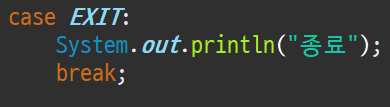 case EXIT:
    System.out.println("종료");
    break;